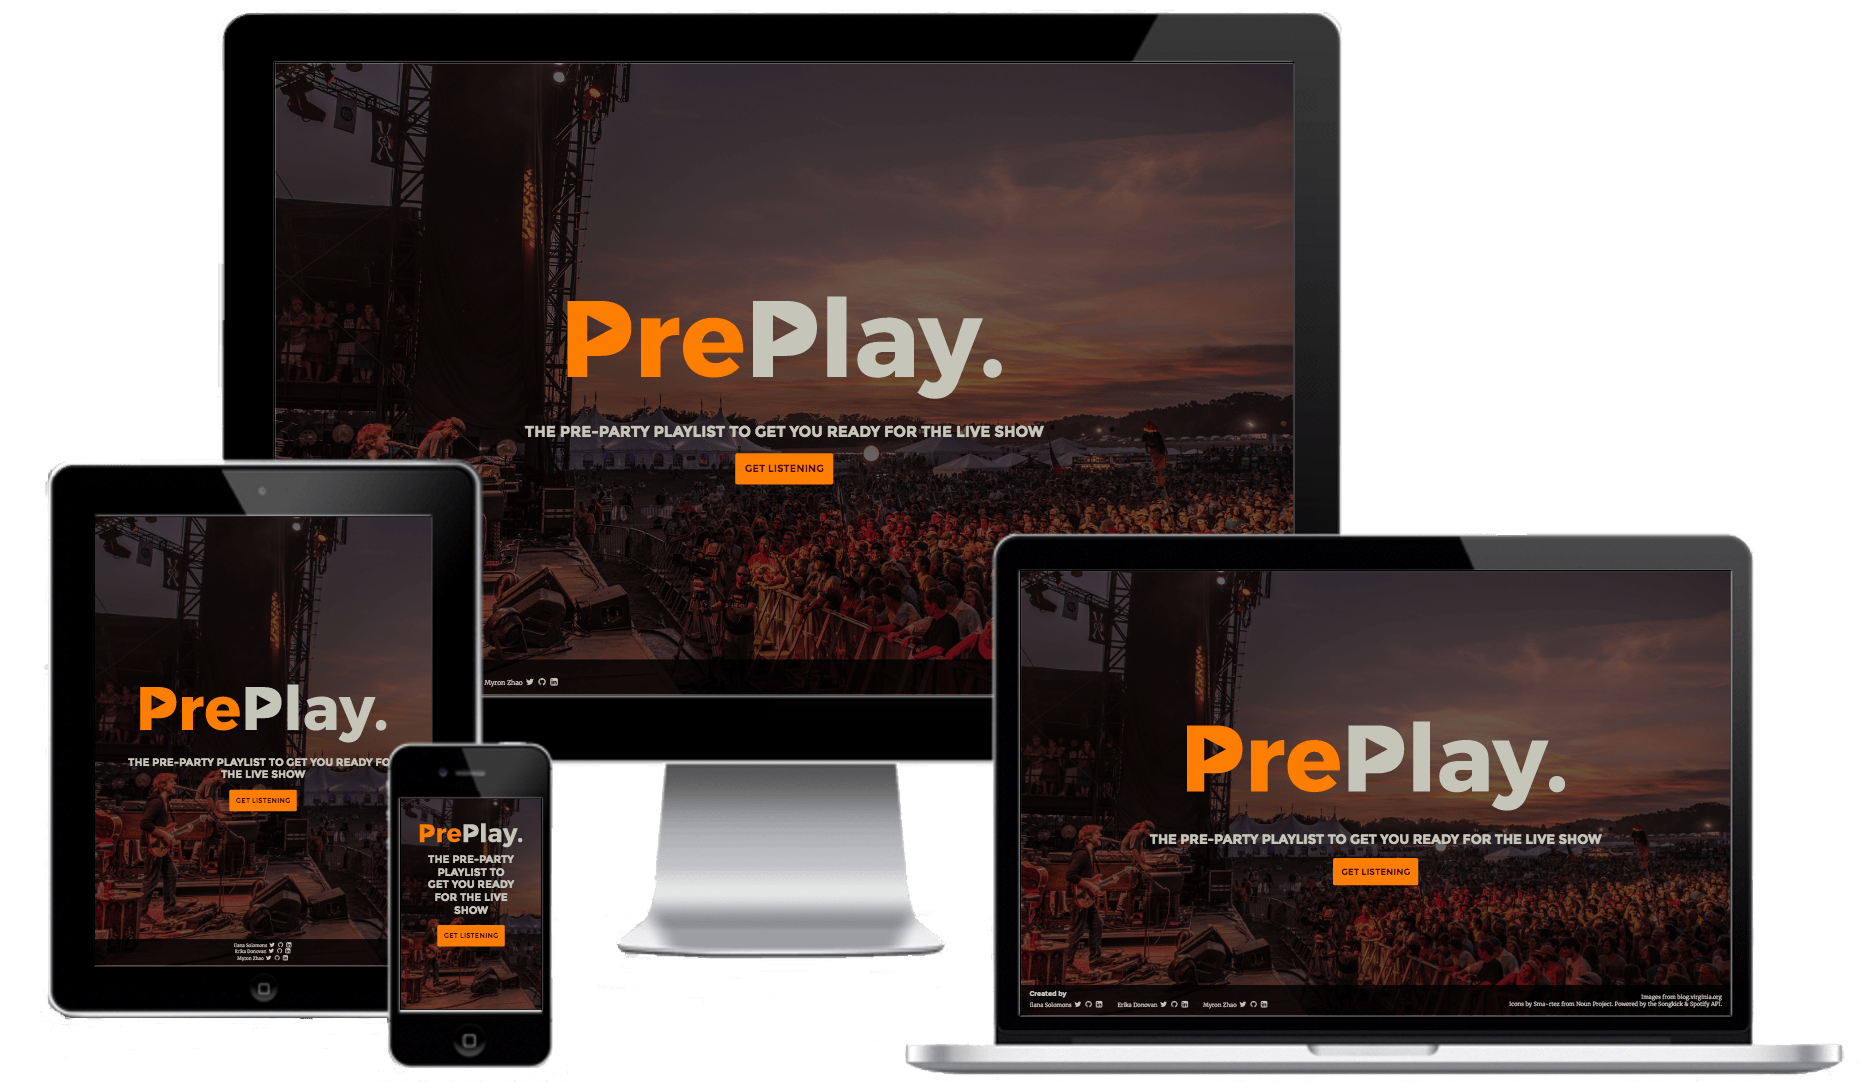 PrePlay.
THE PRE-PARTY PLAYLIST TO GET YOU READY FOR THE LIVE SHOW
GET LISTENING
Myron Zhao
PrePlay.
THE PRE-PARTY PLAYLIST TO GET YOU READY FO
THE LIVE SHOW
GET LISTENING
Ilana Solomons
Erika Donovan
Myron Zhao
PrePlay.
THE PRE-PARTY
PLAYLIST TO
GET YOU READY
FOR THE LIVE
SHOW
GET LISTENING
PrePlay.
THE PRE-PARTY PLAYLIST TO GET YOU READY FOR THE LIVE SHOW
GET LISTENING
Created by
Ilana Solomons Erika Donovan Myron Zhao
Images from blog.virginia.org
Icons by Sma-rtez from Noun Project. Powered by the Songkick & Spotify API.